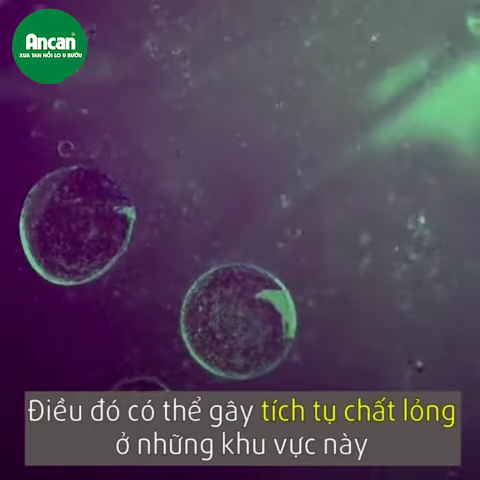 Ancan
XUA TAN NỖI LO U BƯỚU
Điều đó có thể gây tích tụ chất lỏng
ở những khu vực này